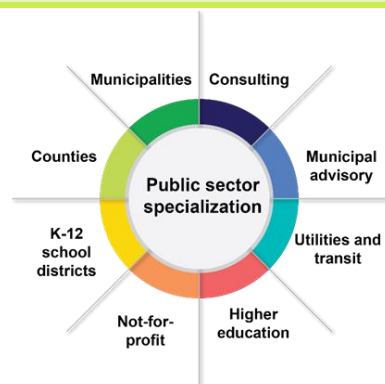 Municipalities
Consulting
Counties
Municipal
advisory
Public sector
specialization
K-12
school
districts
Utilities and
transit
Not-for-
profit
Higher
education